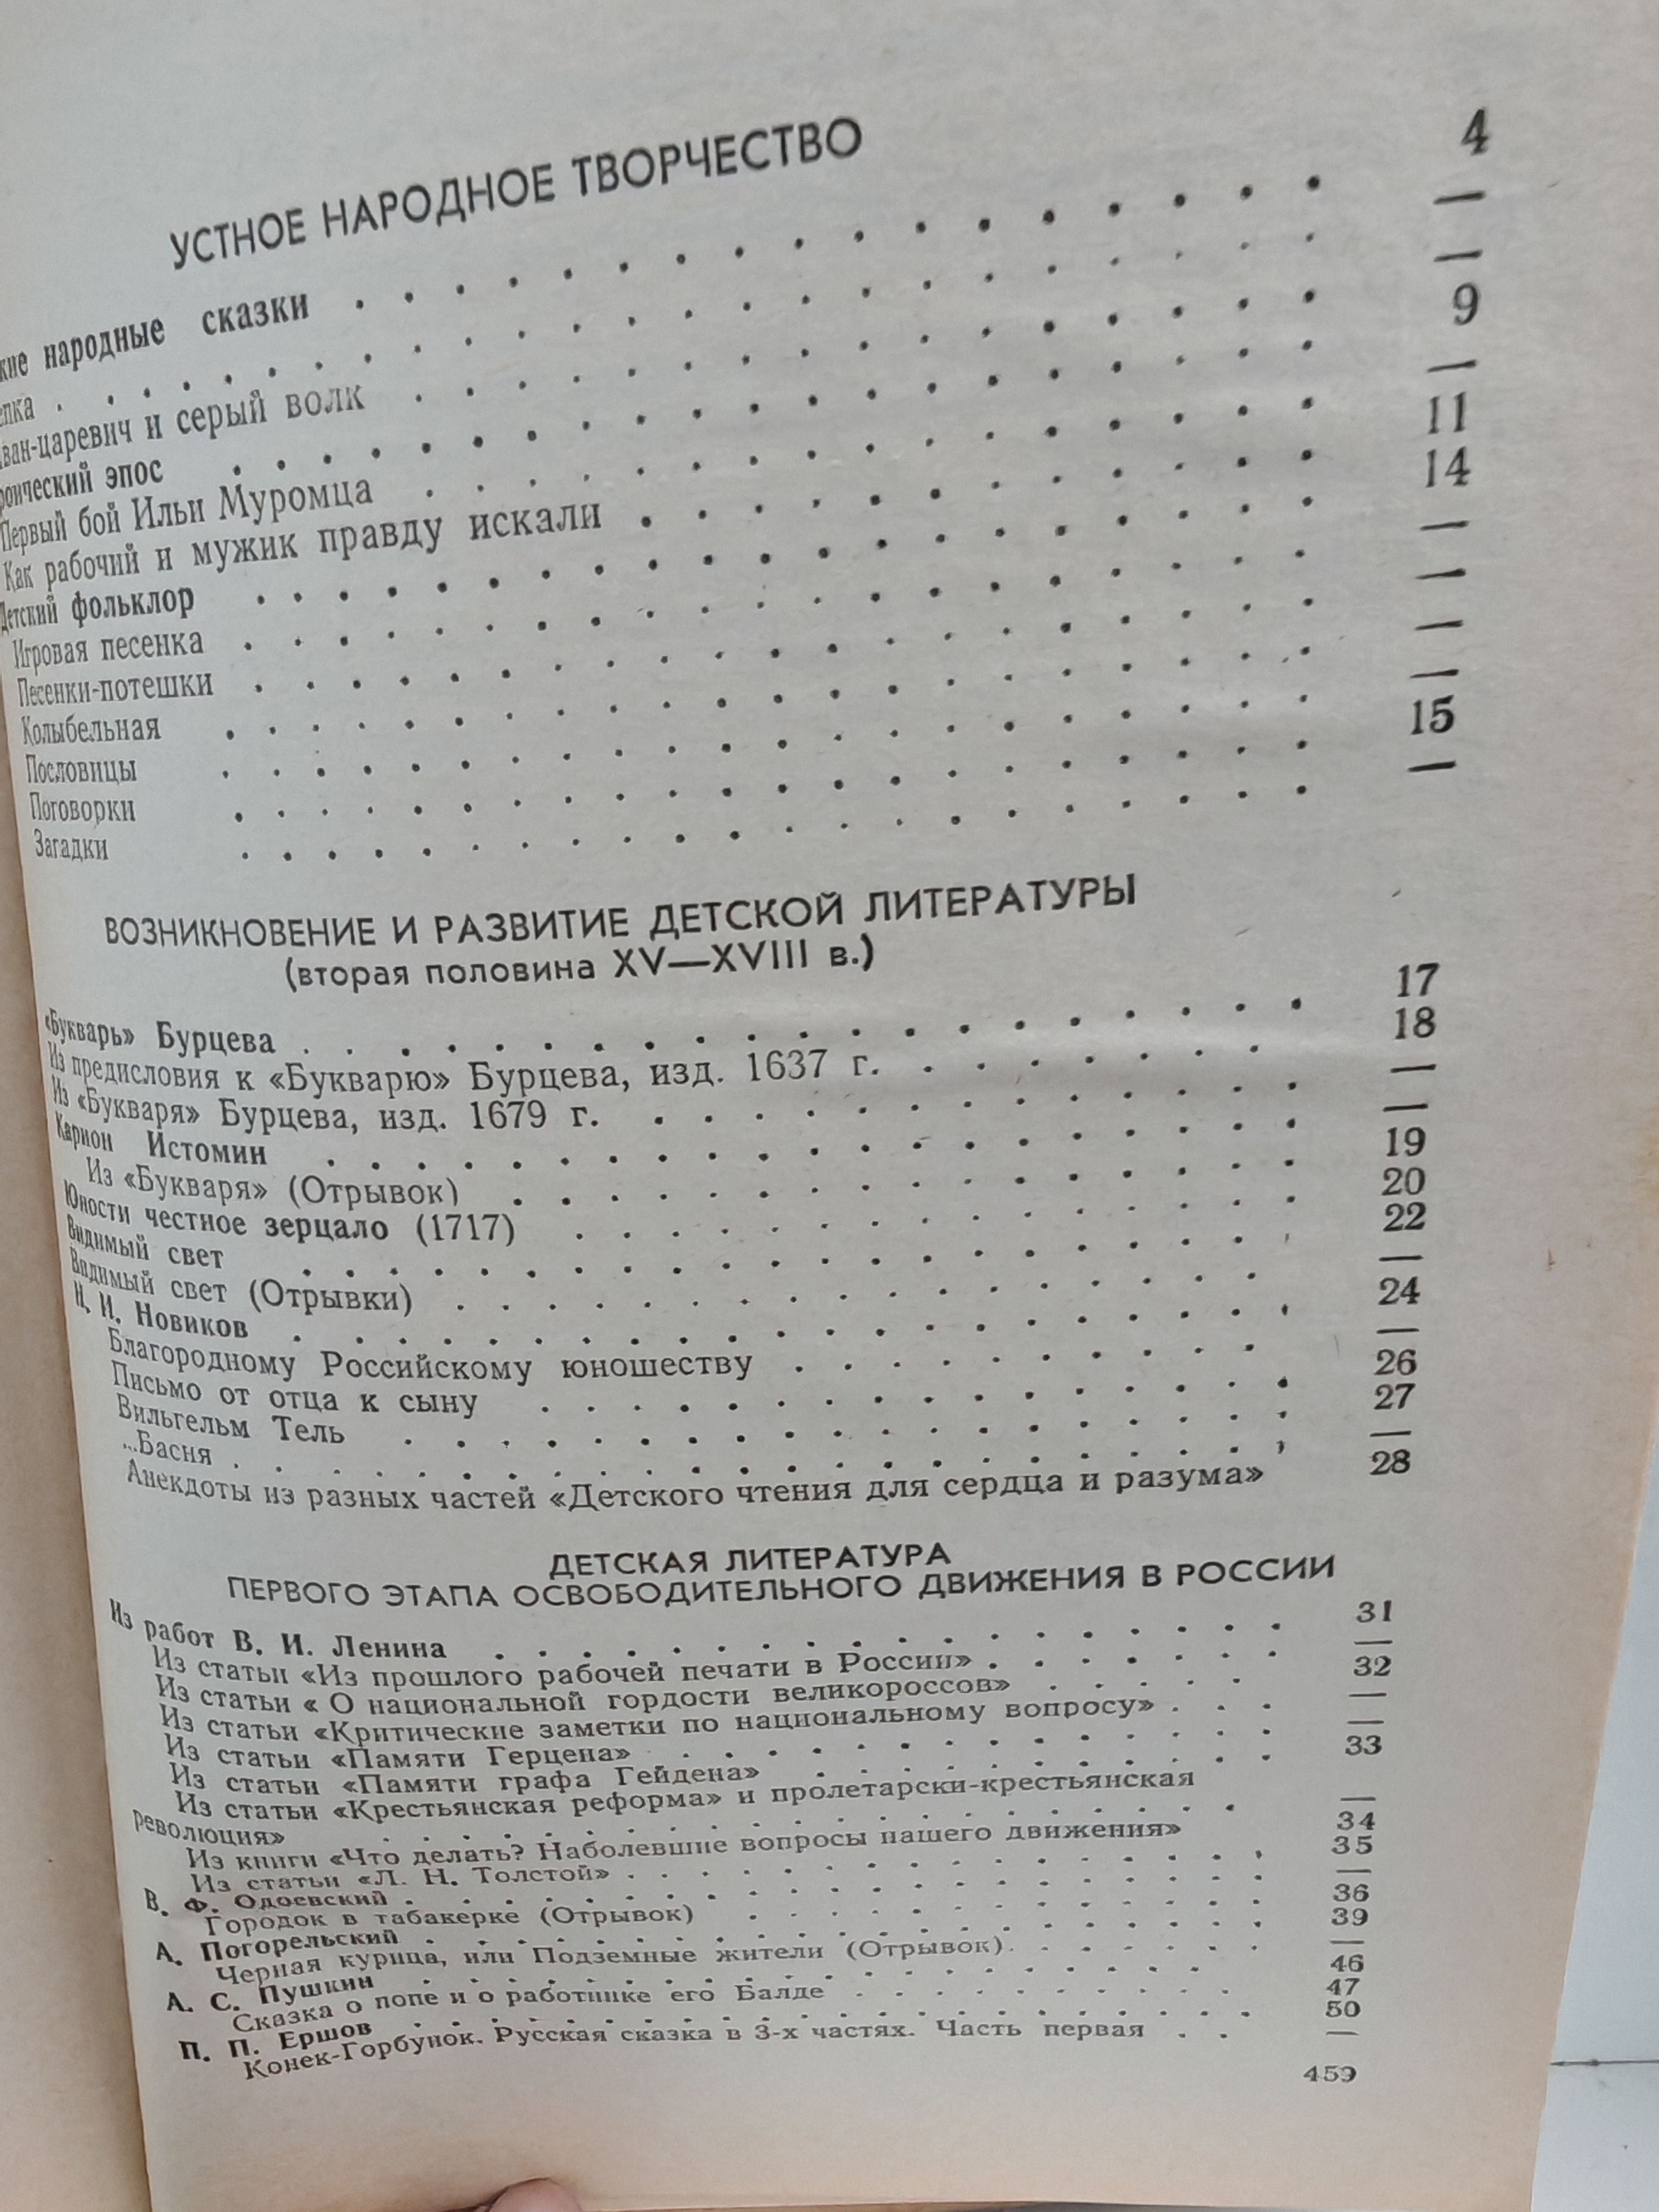 УСТНОЕ НАРОДНОЕ ТВОРЧЕСТВО
кие народные сказки . . . . . . . . . . . . . . . . 4
епка . . . . . . . . . . . . . . . . —
ван-царевич и серый волк . . . . . . . . . . . . . . —
роический эпос . . . . . . . . . . . . . . . . 9
Первый бой Ильи Муромца . . . . . . . . . . . . . . —
Как рабочий и мужик правду искали . . . . . . . . . . 11
Детский фольклор . . . . . . . . . . . . . . . . 14
Игровая песенка . . . . . . . . . . . . . . . . —
Песенки-потешки . . . . . . . . . . . . . . . . —
Колыбельная . . . . . . . . . . . . . . . . —
Пословицы . . . . . . . . . . . . . . . . —
Поговорки . . . . . . . . . . . . . . . . 15
Загадки . . . . . . . . . . . . . . . . —
ВОЗНИКНОВЕНИЕ И РАЗВИТИЕ ДЕТСКОЙ ЛИТЕРАТУРЫ
(вторая половина XV—XVIII в.)
«Букварь» Бурцева . . . . . . . . . . . . . . . . 17
Из предисловия к «Букварю» Бурцева, изд. 1637 г. . . . . . . . 18
Из «Букваря» Бурцева, изд. 1679 г. . . . . . . . . . . . —
Карион Истомин . . . . . . . . . . . . . . . . —
Из «Букваря» (Отрывок) . . . . . . . . . . . . . . 19
Юности честное зерцало (1717) . . . . . . . . . . . . 20
Видимый свет . . . . . . . . . . . . . . . . 22
Видимый свет (Отрывки) . . . . . . . . . . . . . . —
Н. И. Новиков . . . . . . . . . . . . . . . . 24
Благородному Российскому юношеству . . . . . . . . . —
Письмо от отца к сыну . . . . . . . . . . . . . . 26
Вильгельм Тель . . . . . . . . . . . . . . . . 27
...Басня . . . . . . . . . . . . . . . . —
Анекдоты из разных частей «Детского чтения для сердца и разума» 28
ДЕТСКАЯ ЛИТЕРАТУРА
ПЕРВОГО ЭТАПА ОСВОБОДИТЕЛЬНОГО ДВИЖЕНИЯ В РОССИИ
Из работ В. И. Ленина . . . . . . . . . . . . . . 31
Из статьи «Из прошлого рабочей печати в России» . . . . . . . —
Из статьи « О национальной гордости великороссов» . . . . . 32
Из статьи «Критические заметки по национальному вопросу» . . . —
Из статьи «Памяти Герцена» . . . . . . . . . . . . —
Из статьи «Памяти графа Гейдена» . . . . . . . . . . 33
Из статьи «Крестьянская реформа» и пролетарски-крестьянская
революция» . . . . . . . . . . . . . . . . —
Из книги «Что делать? Наболевшие вопросы нашего движения» 34
Из статьи «Л. Н. Толстой» . . . . . . . . . . . . . . 35
В. Ф. Одоевский . . . . . . . . . . . . . . . . —
Городок в табакерке (Отрывок) . . . . . . . . . . . 36
А. Погорельский . . . . . . . . . . . . . . . . 39
Черная курица, или Подземные жители (Отрывок) . . . . . . —
А. С. Пушкин . . . . . . . . . . . . . . . . 46
Сказка о попе и о работнике его Балде . . . . . . . . . 47
П. П. Ершов . . . . . . . . . . . . . . . . 50
Конек-Горбунок. Русская сказка в 3-х частях. Часть первая . . —
459